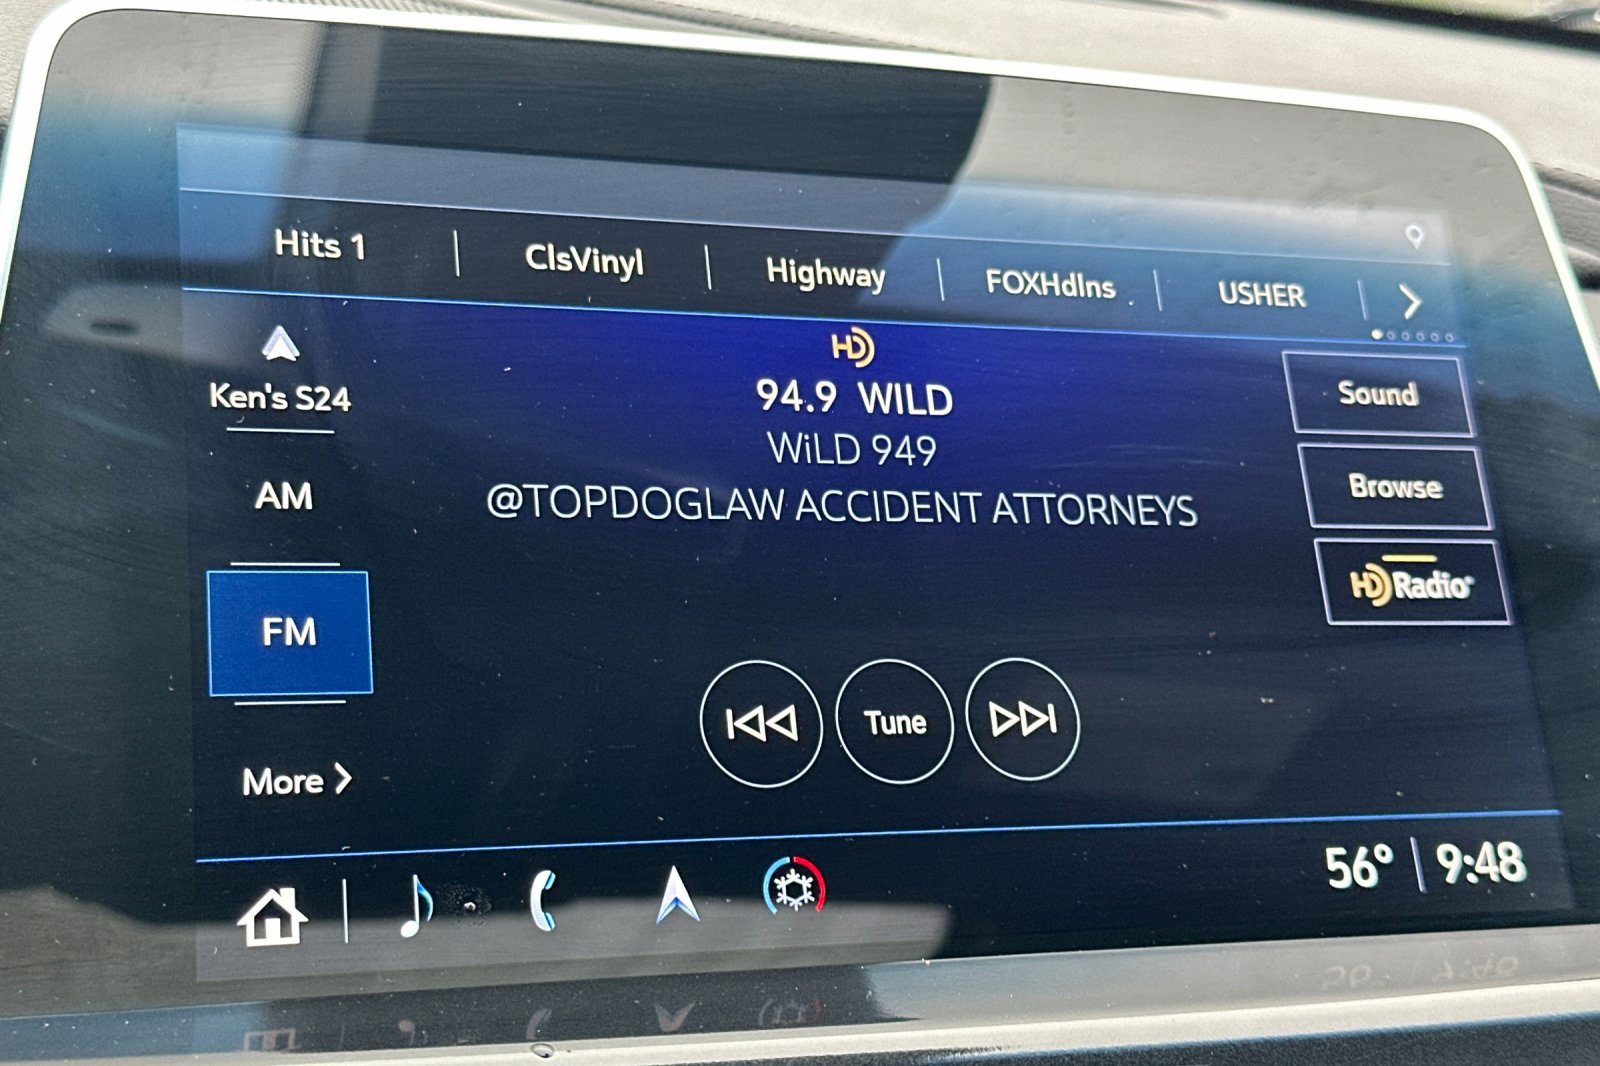 Hits 1
ClsVinyl
Highway
FOXHdlns
USHER
Ken's S24
AM
FM
More
HD
94.9 WILD
WiLD 949
@TOPDOGLAW ACCIDENT ATTORNEYS
Tune
Sound
Browse
HD Radio
56° 9:48